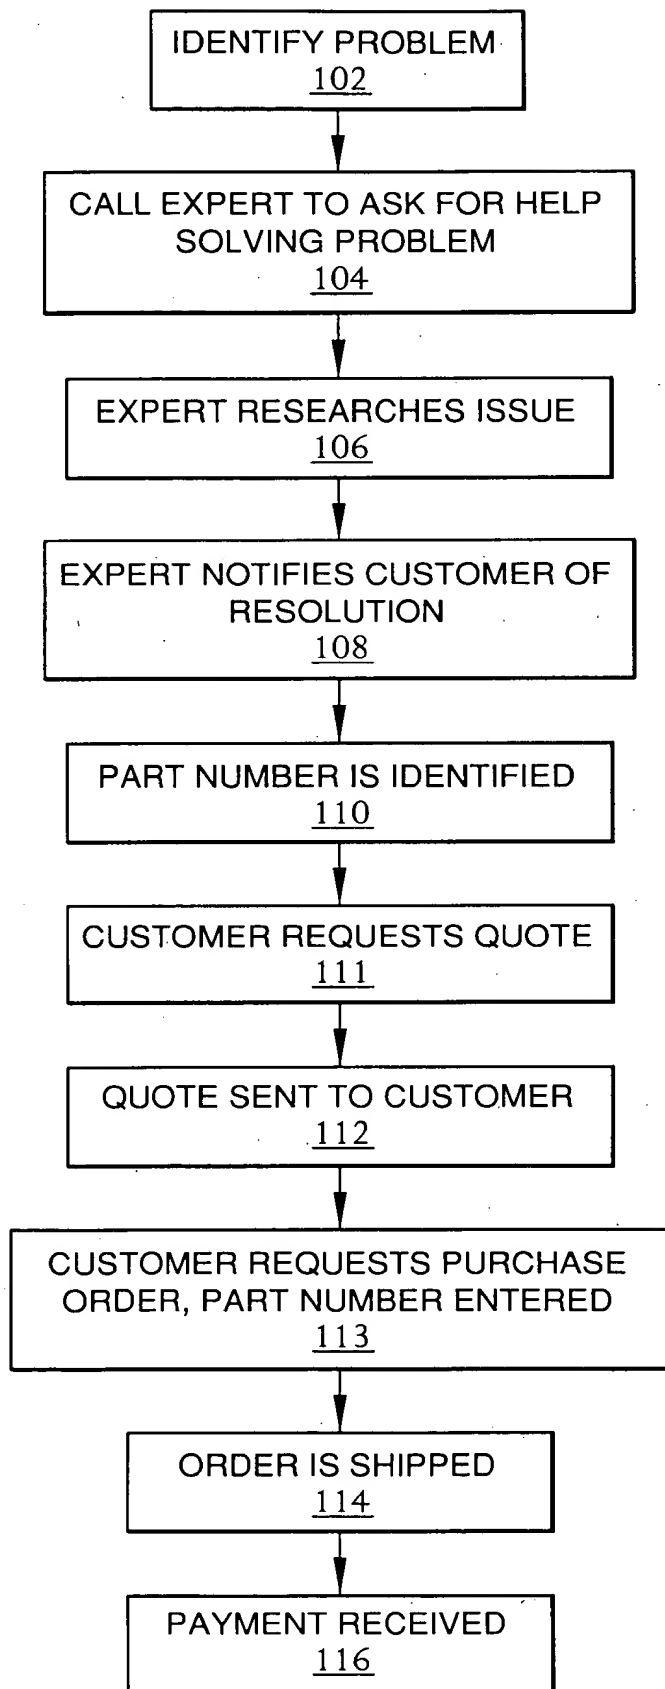 IDENTIFY PROBLEM
102
CALL EXPERT TO ASK FOR HELP
SOLVING PROBLEM
104
EXPERT RESEARCHES ISSUE
106
EXPERT NOTIFIES CUSTOMER OF
RESOLUTION
108
PART NUMBER IS IDENTIFIED
110
CUSTOMER REQUESTS QUOTE
111
QUOTE SENT TO CUSTOMER
112
CUSTOMER REQUESTS PURCHASE
ORDER, PART NUMBER ENTERED
113
ORDER IS SHIPPED
114
PAYMENT RECEIVED
116